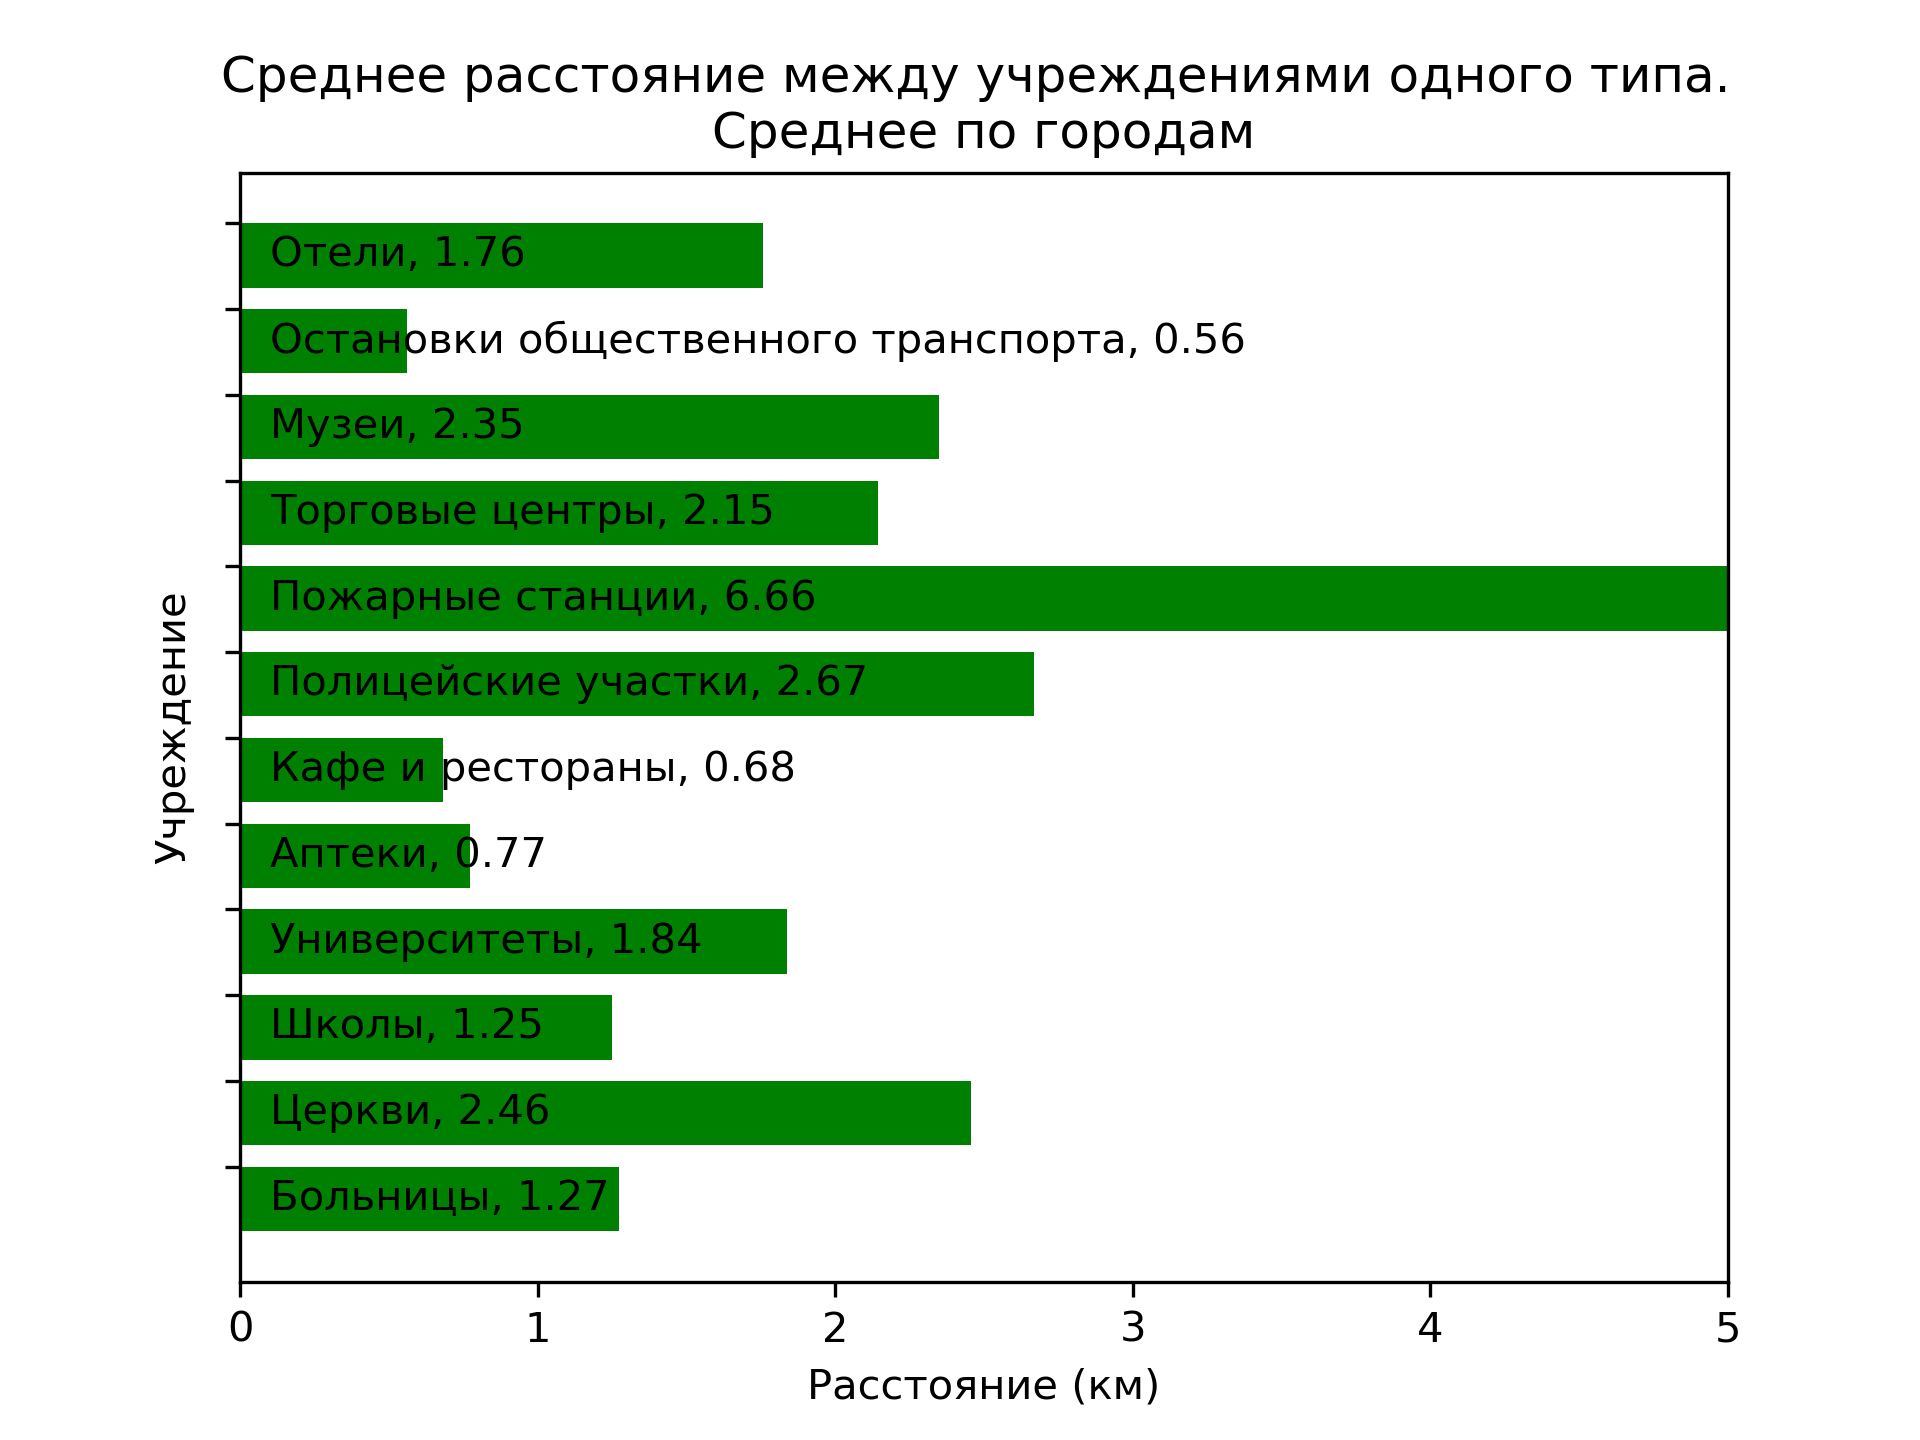 Среднее расстояние между учреждениями одного типа.
Среднее по городам
Отели, 1.76
Остановки общественного транспорта, 0.56
Музеи, 2.35
Торговые центры, 2.15
Пожарные станции, 6.66
Полицейские участки, 2.67
Кафе и рестораны, 0.68
Аптеки, 0.77
Университеты, 1.84
Школы, 1.25
Церкви, 2.46
Больницы, 1.27
Учреждение
0 1 2 3 4 5
Расстояние (км)